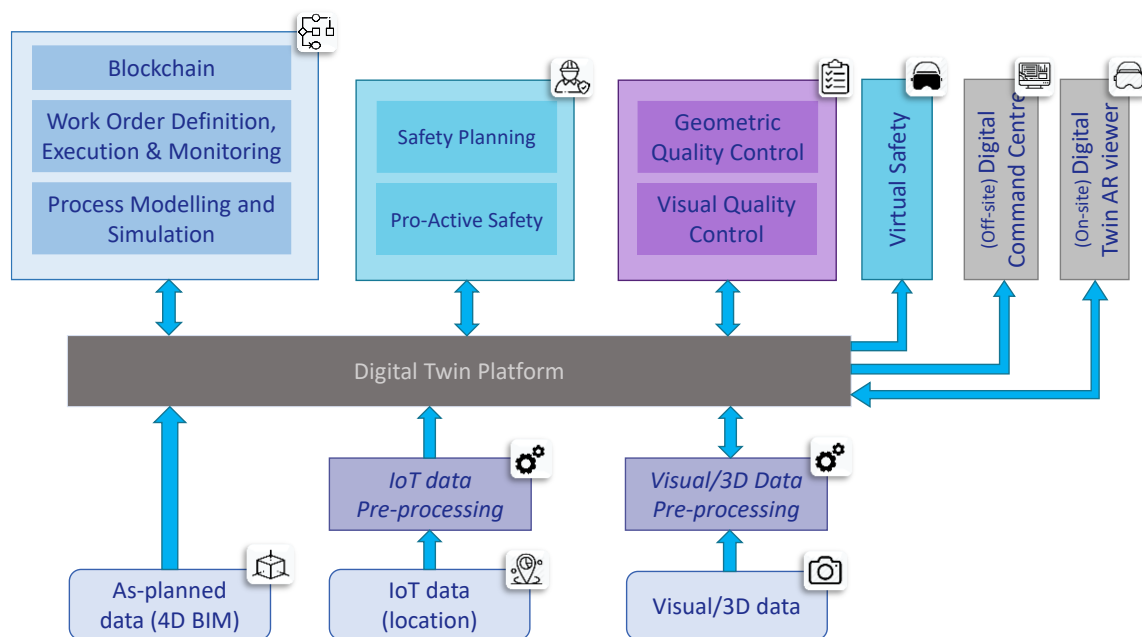 Blockchain
Work Order Definition,
Execution & Monitoring
Process Modelling and
Simulation
Safety Planning
Pro-Active Safety
Geometric
Quality Control
Visual Quality
Control
Virtual Safety
(Off-site) Digital
Command Centre
(On-site) Digital
Twin AR viewer
Digital Twin Platform
IoT data
Pre-processing
Visual/3D Data
Pre-processing
As-planned
data (4D BIM)
IoT data
(location)
Visual/3D data